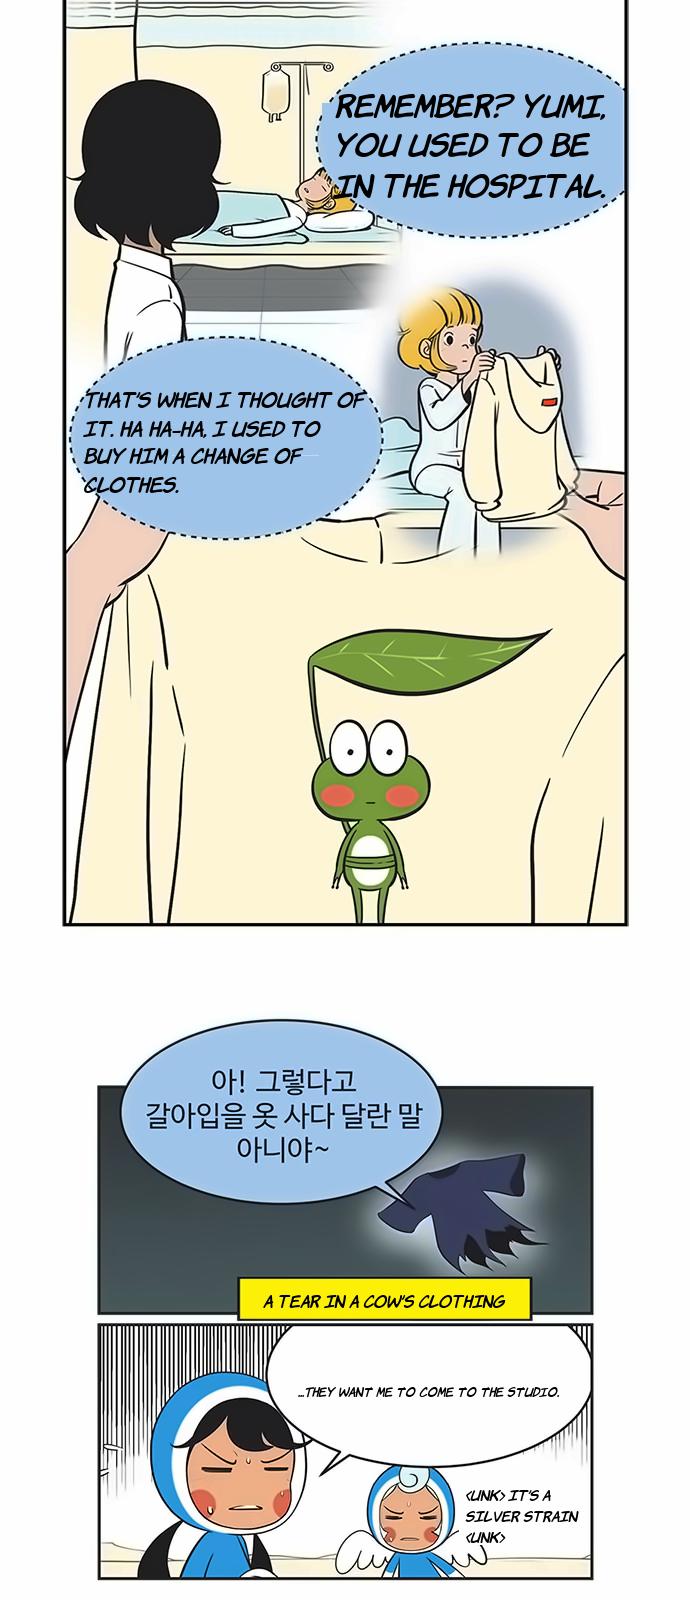 REMEMBER? YUMI,
YOU USED TO BE
IN THE HOSPITAL.
THAT'S WHEN I THOUGHT OF
IT. HA HA-HA, I USED TO
BUY HIM A CHANGE OF
CLOTHES.
아! 그렇다고
갈아입을 옷 사다 달란 말
아니야~
A TEAR IN A COW'S CLOTHING
...THEY WANT ME TO COME TO THE STUDIO.
<UNK> IT'S A
SILVER STRAIN
<UNK>